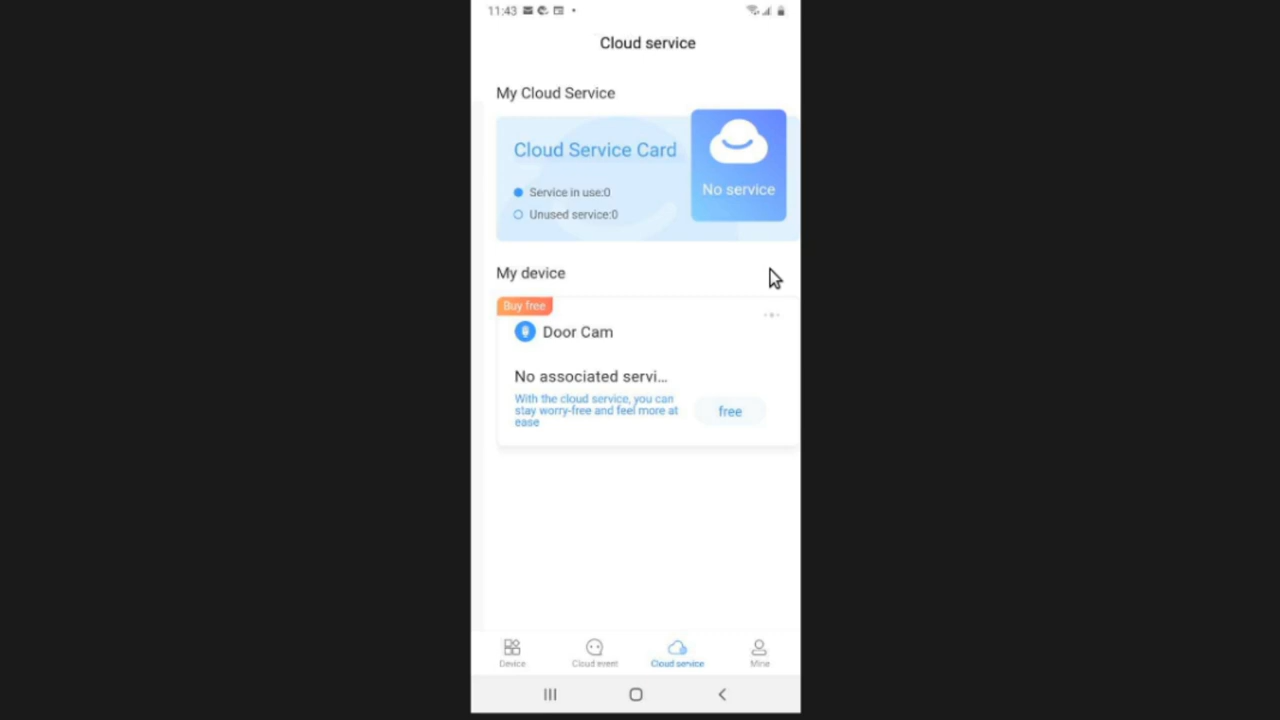 11:43
Cloud service
My Cloud Service
Cloud Service Card
No service
Service in use:0
Unused service:0
My device
Buy free
Door Cam
No associated servi...
With the cloud service, you can
stay worry-free and feel more at
ease
free
Device
Cloud event
Cloud service
Mine